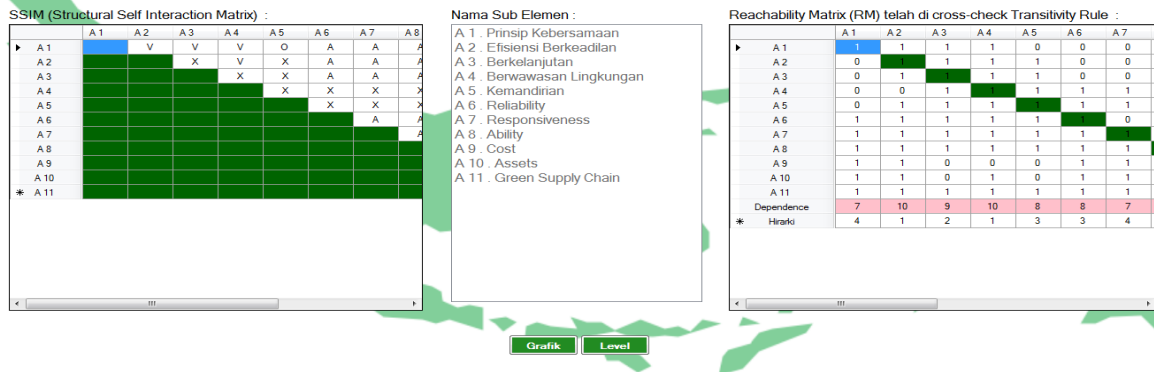 SSIM (Structural Self Interaction Matrix) :
A 1 A 2 A 3 A 4 A 5 A 6 A 7 A 8
A 1 V V V O A A A
A 2 X V X A A A
A 3 X X A A A
A 4 X X X X
A 5 X X X
A 6 A A
A 7 A
A 8
A 9
A 10
A 11
Nama Sub Elemen :
A 1 . Prinsip Kebersamaan
A 2 . Efisiensi Berkeadilan
A 3 . Berkelanjutan
A 4 . Berwawasan Lingkungan
A 5 . Kemandirian
A 6 . Reliability
A 7 . Responsiveness
A 8 . Ability
A 9 . Cost
A 10 . Assets
A 11 . Green Supply Chain
Reachability Matrix (RM) telah di cross-check Transitivity Rule :
A 1 A 2 A 3 A 4 A 5 A 6 A 7
A 1 1 1 1 1 0 0 0
A 2 0 1 1 1 1 0 0
A 3 0 1 1 1 1 0 0
A 4 0 0 1 1 1 1 1
A 5 0 1 1 1 1 1 1
A 6 1 1 1 1 1 1 0
A 7 1 1 1 1 1 1 1
A 8 1 1 1 1 1 1 1
A 9 1 1 0 0 0 1 1
A 10 1 1 0 1 0 1 1
A 11 1 1 1 1 1 1 1
Dependence 7 10 9 10 8 8 7
Hirarki 4 1 2 1 3 3 4
Grafik Level